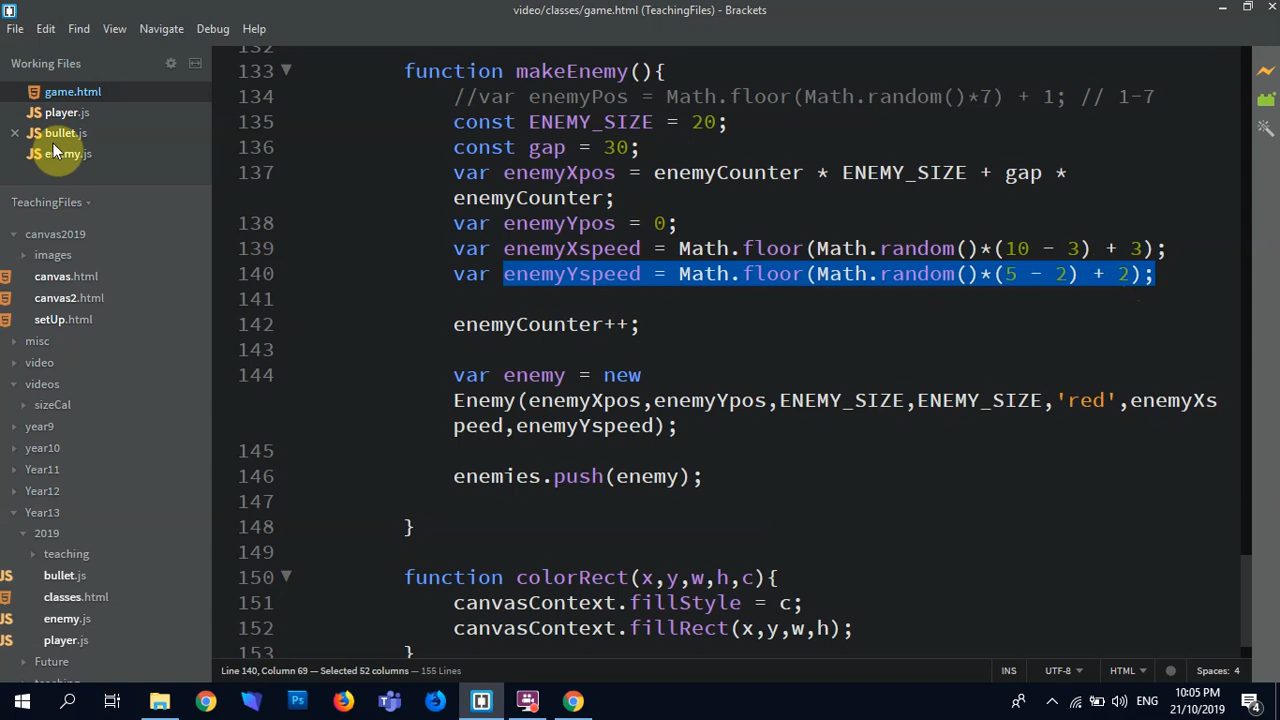 video/classes/game.html (TeachingFiles) - Brackets
File Edit Find View Navigate Debug Help
Working Files
game.html
player.js
bullet.js
enemy.js
TeachingFiles
canvas2019
images
canvas.html
canvas2.html
setUp.html
misc
video
videos
sizeCal
year9
year10
Year11
Year12
Year13
2019
teaching
bullet.js
classes.html
enemy.js
player.js
Future
132
133 function makeEnemy(){
134 //var enemyPos = Math.floor(Math.random()*7) + 1; // 1-7
135 const ENEMY_SIZE = 20;
136 const gap = 30;
137 var enemyXpos = enemyCounter * ENEMY_SIZE + gap *
enemyCounter;
138 var enemyYpos = 0;
139 var enemyXspeed = Math.floor(Math.random()*(10 - 3) + 3);
140 var enemyYspeed = Math.floor(Math.random()*(5 - 2) + 2);
141
142 enemyCounter++;
143
144 var enemy = new
Enemy(enemyXpos,enemyYpos,ENEMY_SIZE,ENEMY_SIZE,'red',enemyXs
peed,enemyYspeed);
145
146 enemies.push(enemy);
147
148 }
149
150 function colorRect(x,y,w,h,c){
151 canvasContext.fillStyle = c;
152 canvasContext.fillRect(x,y,w,h);
153 }
Line 140, Column 69 — Selected 52 columns — 155 Lines
INS UTF-8 HTML Spaces: 4
ENG
10:05 PM
21/10/2019
4